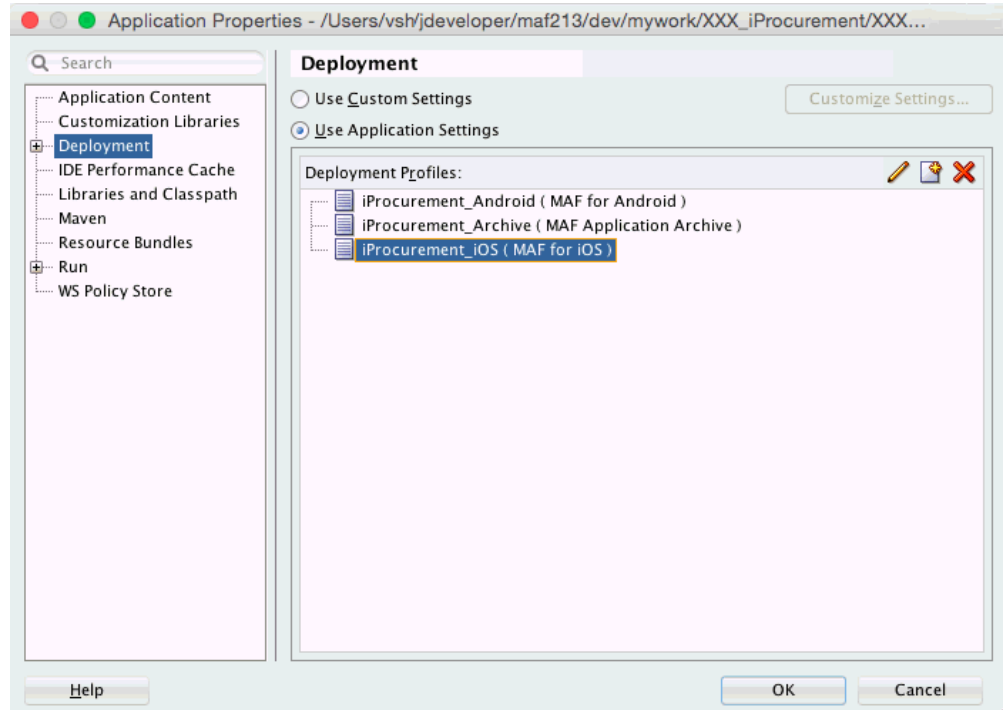 Application Properties - /Users/vsh/jdeveloper/maf213/dev/mywork/XXX_iProcurement/XXX...
Search
Application Content
Customization Libraries
Deployment
IDE Performance Cache
Libraries and Classpath
Maven
Resource Bundles
Run
WS Policy Store
Deployment
Use Custom Settings
Customize Settings...
Use Application Settings
Deployment Profiles:
iProcurement_Android ( MAF for Android )
iProcurement_Archive ( MAF Application Archive )
iProcurement_iOS ( MAF for iOS )
Help
OK
Cancel